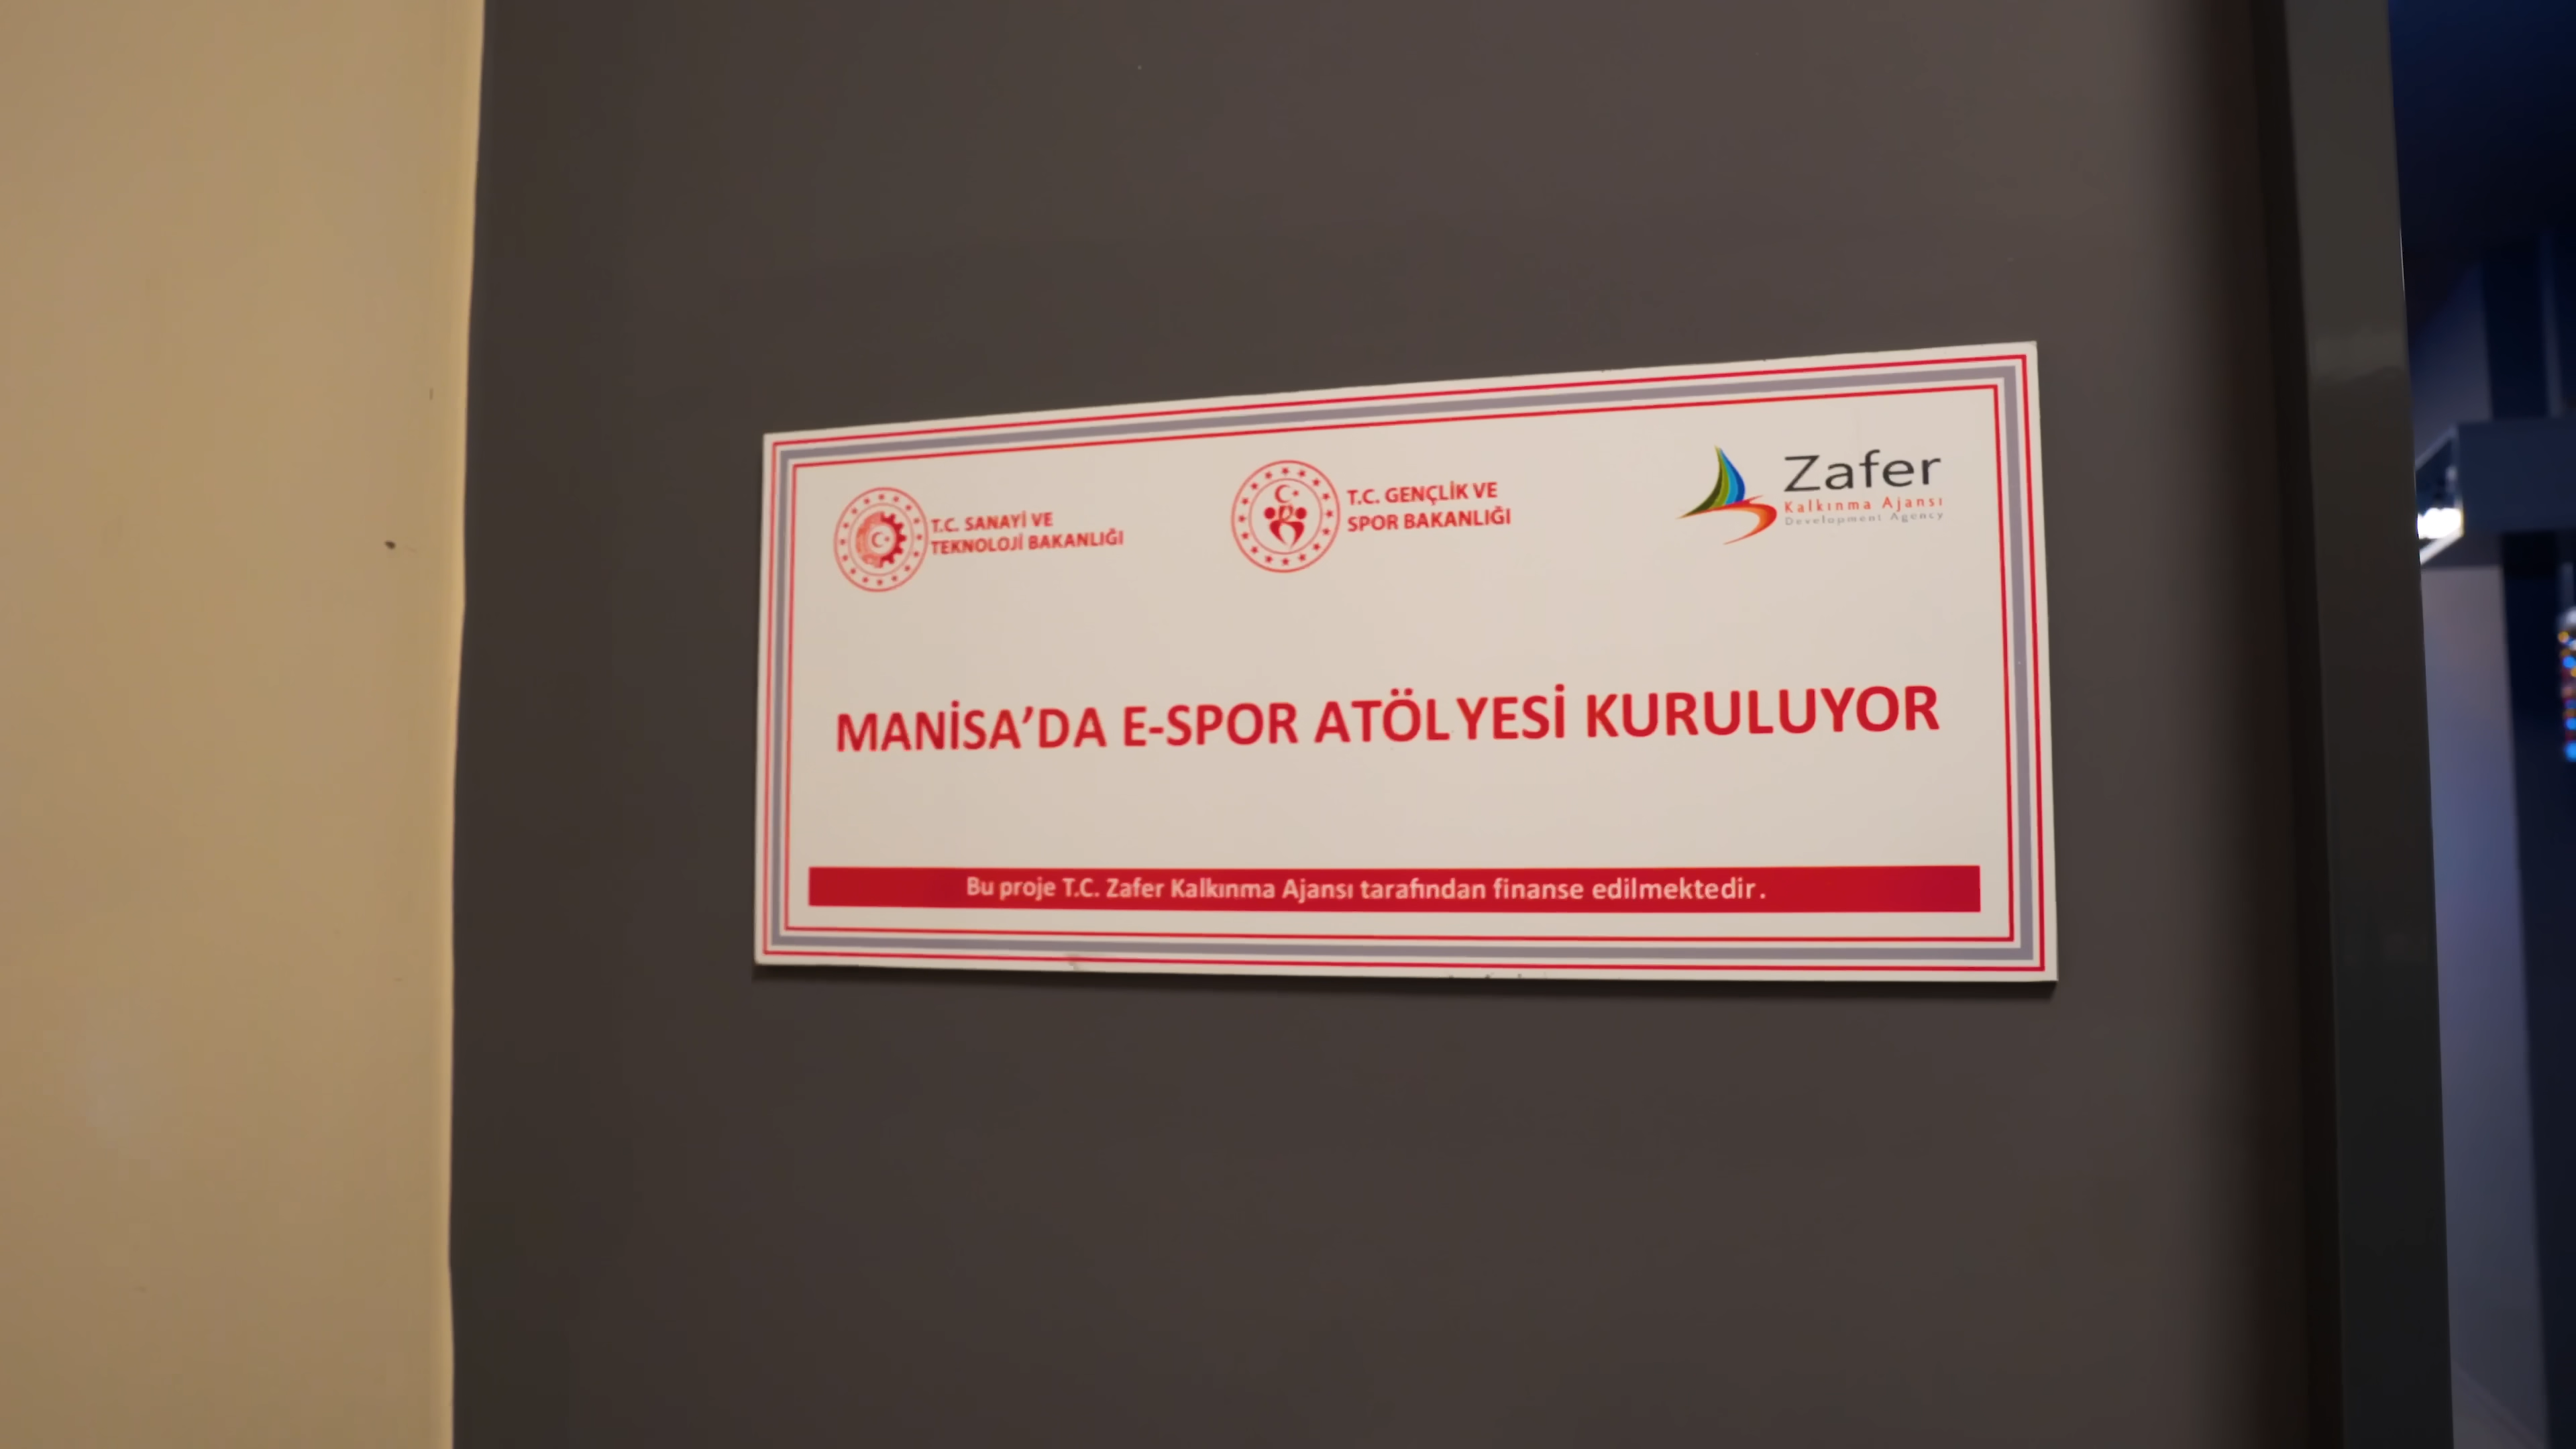 T.C. SANAYİ VE
TEKNOLOJİ BAKANLIĞI
T.C. GENÇLİK VE
SPOR BAKANLIĞI
Zafer
Kalkınma Ajansı
Development Agency
MANİSA’DA E-SPOR ATÖLYESİ KURULUYOR
Bu proje T.C. Zafer Kalkınma Ajansı tarafından finanse edilmektedir.